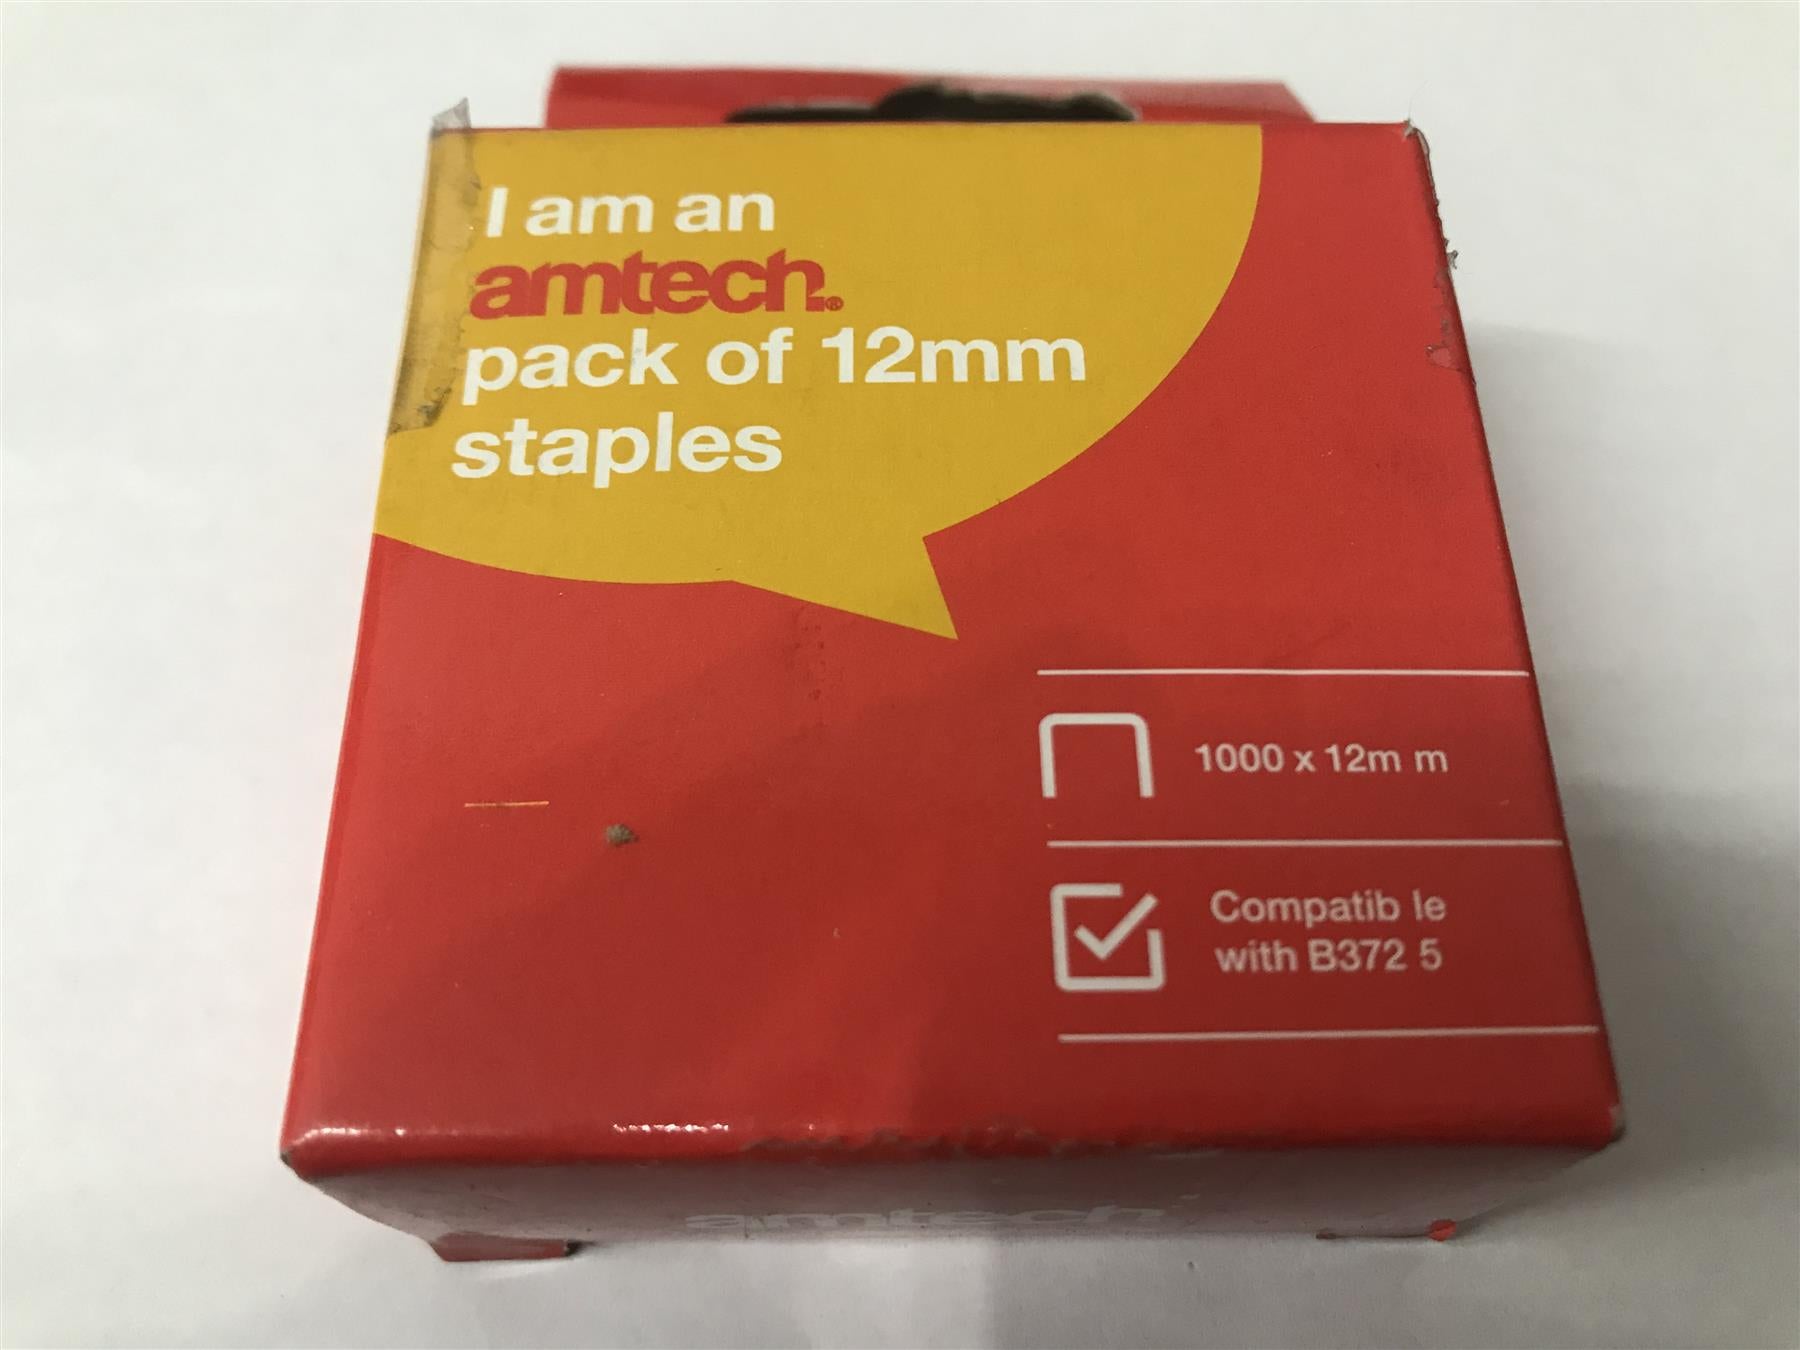 I am an
amtech®
pack of 12mm
staples
1000 x 12m m
Compatib le
with B372 5
amtech